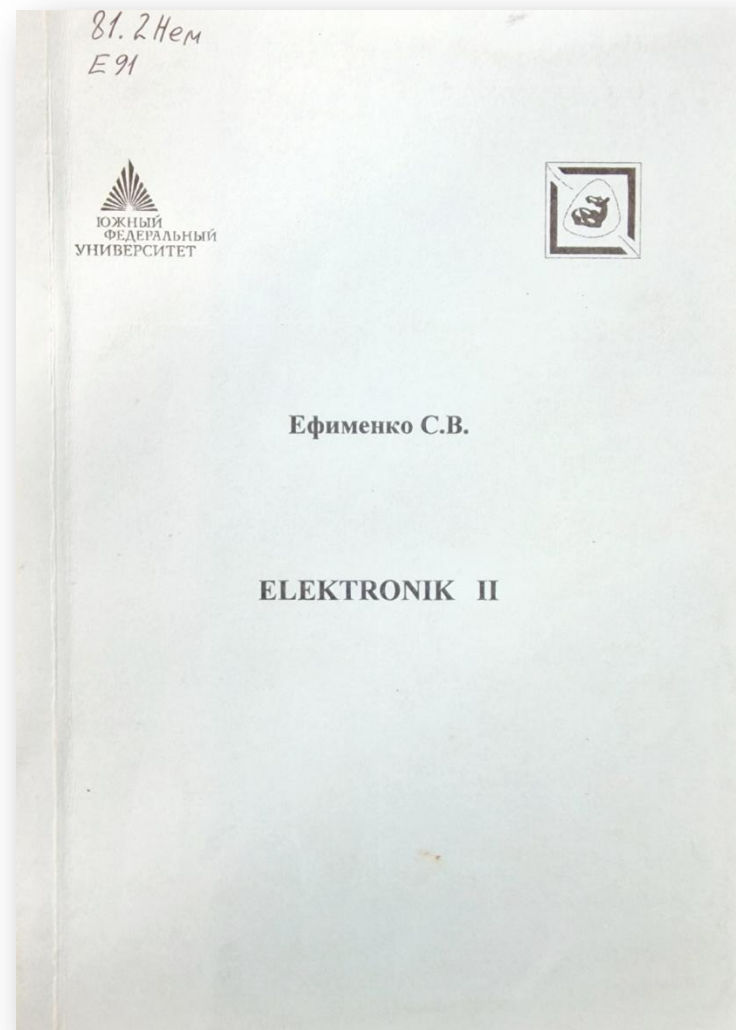 81.2Нем
Е91
ЮЖНЫЙ
ФЕДЕРАЛЬНЫЙ
УНИВЕРСИТЕТ
Ефименко С.В.
ELEKTRONIK II